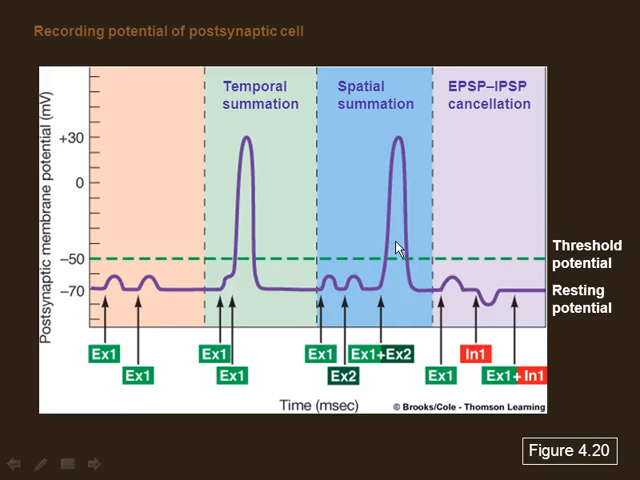 Recording potential of postsynaptic cell
Temporal summation
Spatial summation
EPSP–IPSP cancellation
Postsynaptic membrane potential (mV)
+30
0
–50
–70
Threshold potential
Resting potential
Ex1
Ex1
Ex1
Ex1
Ex1
Ex2
Ex1+Ex2
Ex1
In1
Ex1+In1
Time (msec)
© Brooks/Cole - Thomson Learning
Figure 4.20